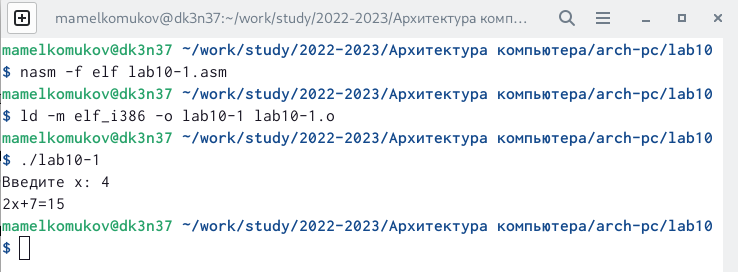 mamelkomukov@dk3n37:~/work/study/2022-2023/Архитектура комп…
mamelkomukov@dk3n37 ~/work/study/2022-2023/Архитектура компьютера/arch-pc/lab10
$ nasm -f elf lab10-1.asm
mamelkomukov@dk3n37 ~/work/study/2022-2023/Архитектура компьютера/arch-pc/lab10
$ ld -m elf_i386 -o lab10-1 lab10-1.o
mamelkomukov@dk3n37 ~/work/study/2022-2023/Архитектура компьютера/arch-pc/lab10
$ ./lab10-1
Введите x: 4
2x+7=15
mamelkomukov@dk3n37 ~/work/study/2022-2023/Архитектура компьютера/arch-pc/lab10
$